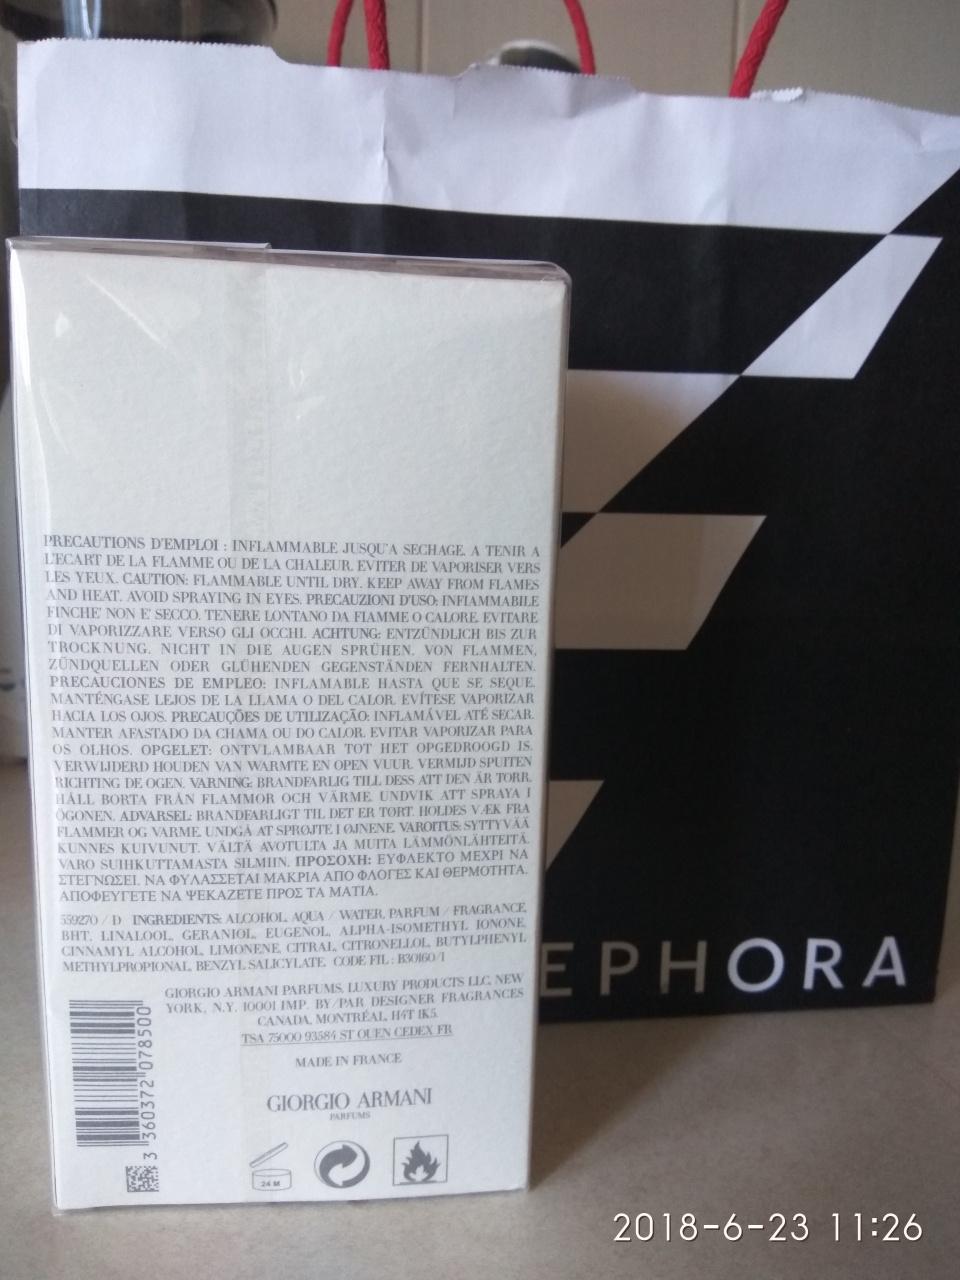 PRECAUTIONS D'EMPLOI : INFLAMMABLE JUSQU'A SECHAGE. A TENIR A
L'ECART DE LA FLAMME OU DE LA CHALEUR. EVITER DE VAPORISER VERS
LES YEUX. CAUTION: FLAMMABLE UNTIL DRY. KEEP AWAY FROM FLAMES
AND HEAT. AVOID SPRAYING IN EYES. PRECAUZIONI D'USO: INFIAMMABILE
FINCHE' NON E' SECCO. TENERE LONTANO DA FIAMME O CALORE. EVITARE
DI VAPORIZZARE VERSO GLI OCCHI. ACHTUNG: ENTZÜNDLICH BIS ZUR
TROCKNUNG. NICHT IN DIE AUGEN SPRÜHEN. VON FLAMMEN,
ZÜNDQUELLEN ODER GLÜHENDEN GEGENSTÄNDEN FERNHALTEN.
PRECAUCIONES DE EMPLEO: INFLAMABLE HASTA QUE SE SEQUE.
MANTÉNGASE LEJOS DE LA LLAMA O DEL CALOR. EVÍTESE VAPORIZAR
HACIA LOS OJOS. PRECAUÇÕES DE UTILIZAÇÃO: INFLAMÁVEL ATÉ SECAR.
MANTER AFASTADO DA CHAMA OU DO CALOR. EVITAR VAPORIZAR PARA
OS OLHOS. OPGELET: ONTVLAMBAAR TOT HET OPGEDROOGD IS.
VERWIJDERD HOUDEN VAN WARMTE EN OPEN VUUR. VERMIJD SPUITEN
RICHTING DE OGEN. VARNING: BRANDFARLIG TILL DESS ATT DEN ÄR TORR.
HÅLL BORTA FRÅN FLAMMOR OCH VÄRME. UNDVIK ATT SPRAYA I
ÖGONEN. ADVARSEL: BRANDFARLIGT TIL DET ER TØRT. HOLDES VÆK FRA
FLAMMER OG VARME. UNDGÅ AT SPRØJTE I ØJNENE. VAROITUS: SYTTYVÄÄ
KUNNES KUIVUNUT. VÄLTÄ AVOTULTA JA MUITA LÄMMÖNLÄHTEITÄ.
VARO SUIHKUTTAMASTA SILMIIN. ΠΡΟΣΟΧΗ: ΕΥΦΛΕΚΤΟ ΜΕΧΡΙ ΝΑ
ΣΤΕΓΝΩΣΕΙ. ΝΑ ΦΥΛΑΣΣΕΤΑΙ ΜΑΚΡΙΑ ΑΠΟ ΦΛΟΓΕΣ ΚΑΙ ΘΕΡΜΟΤΗΤΑ.
ΑΠΟΦΕΥΓΕΤΕ ΝΑ ΨΕΚΑΖΕΤΕ ΠΡΟΣ ΤΑ ΜΑΤΙΑ.
559270 / D INGREDIENTS: ALCOHOL, AQUA / WATER, PARFUM / FRAGRANCE,
BHT, LINALOOL, GERANIOL, EUGENOL, ALPHA-ISOMETHYL IONONE,
CINNAMYL ALCOHOL, LIMONENE, CITRAL, CITRONELLOL, BUTYLPHENYL
METHYLPROPIONAL, BENZYL SALICYLATE. CODE FIL : B30160/1
GIORGIO ARMANI PARFUMS, LUXURY PRODUCTS LLC. NEW
YORK, N.Y. 10001 IMP. BY/PAR DESIGNER FRAGRANCES
CANADA, MONTRÉAL, H4T 1K5.
TSA 75000 93584 ST OUEN CEDEX FR
MADE IN FRANCE
GIORGIO ARMANI
PARFUMS
3 360372 078500
24 M
EPHORA
2018-6-23 11:26